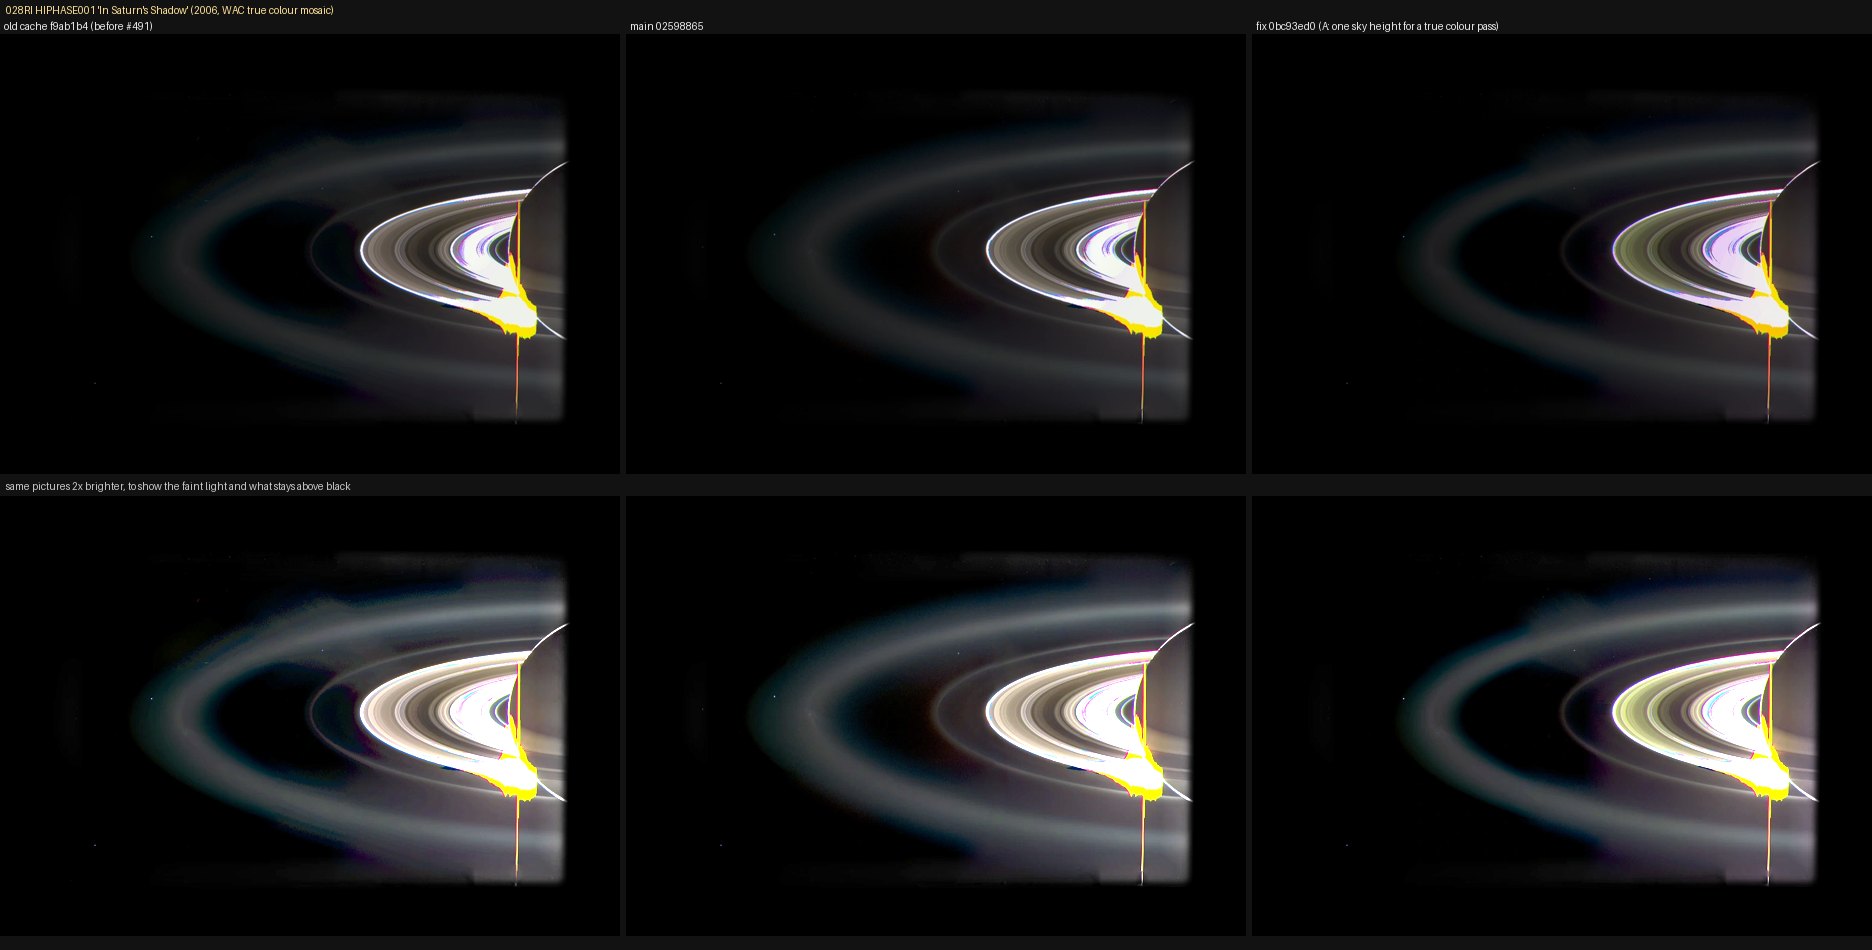 028RI HIPHASE001 'In Saturn's Shadow' (2006, WAC true colour mosaic)
old cache f9ab1b4 (before #491)
main 02598865
fix 0bc93ed0 (A: one sky height for a true colour pass)
same pictures 2x brighter, to show the faint light and what stays above black